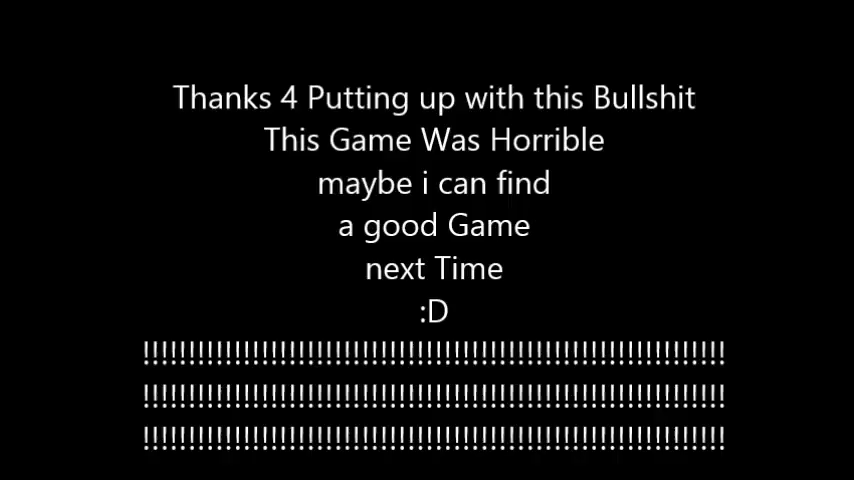 Thanks 4 Putting up with this Bullshit
This Game Was Horrible
maybe i can find
a good Game
next Time
:D
!!!!!!!!!!!!!!!!!!!!!!!!!!!!!!!!!!!!!!!!!!!!!!!!!!!!!!!!!!!!!!!!
!!!!!!!!!!!!!!!!!!!!!!!!!!!!!!!!!!!!!!!!!!!!!!!!!!!!!!!!!!!!!!!!
!!!!!!!!!!!!!!!!!!!!!!!!!!!!!!!!!!!!!!!!!!!!!!!!!!!!!!!!!!!!!!!!